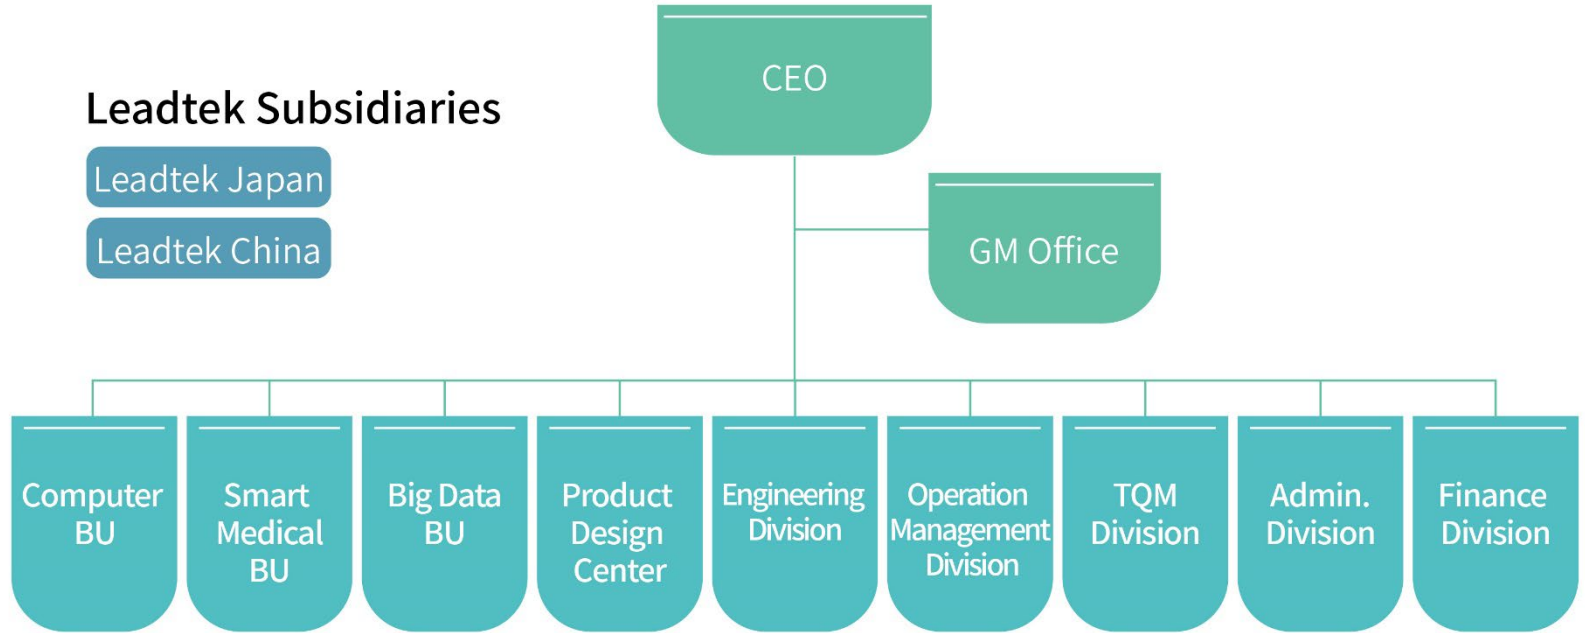 CEO
Leadtek Subsidiaries
Leadtek Japan
Leadtek China
GM Office
Computer
BU
Smart
Medical
BU
Big Data
BU
Product
Design
Center
Engineering
Division
Operation
Management
Division
TQM
Division
Admin.
Division
Finance
Division